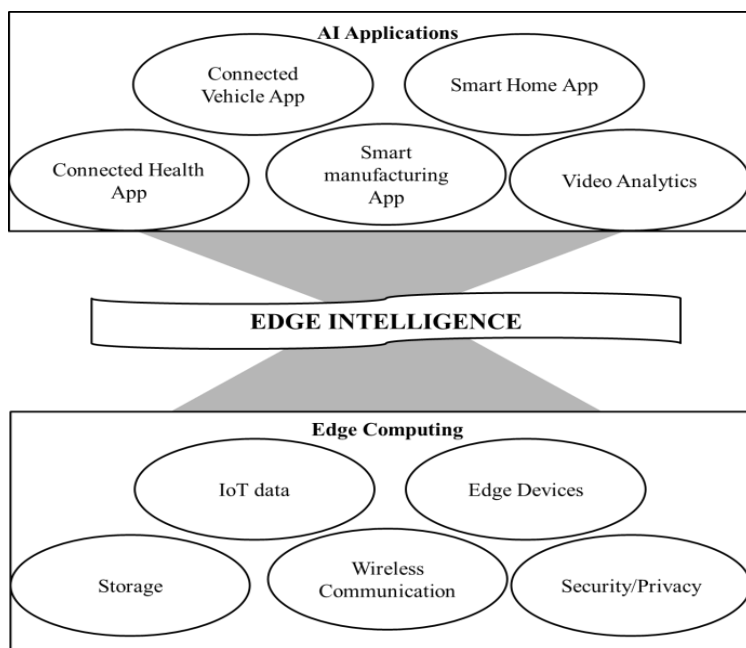 AI Applications
Connected
Vehicle App
Smart Home App
Connected Health
App
Smart
manufacturing
App
Video Analytics
EDGE INTELLIGENCE
Edge Computing
IoT data
Edge Devices
Storage
Wireless
Communication
Security/Privacy